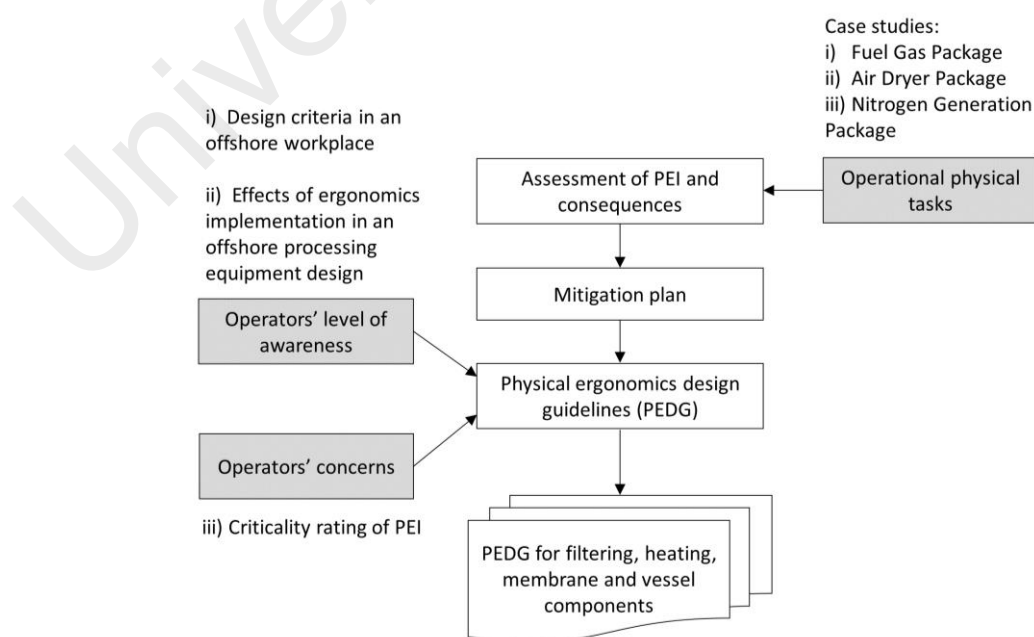 Univer
Case studies:
i) Fuel Gas Package
ii) Air Dryer Package
iii) Nitrogen Generation
Package
i) Design criteria in an
offshore workplace
Assessment of PEI and
consequences
Operational physical
tasks
ii) Effects of ergonomics
implementation in an
offshore processing
equipment design
Mitigation plan
Operators' level of
awareness
Physical ergonomics design
guidelines (PEDG)
Operators' concerns
iii) Criticality rating of PEI
PEDG for filtering, heating,
membrane and vessel
components